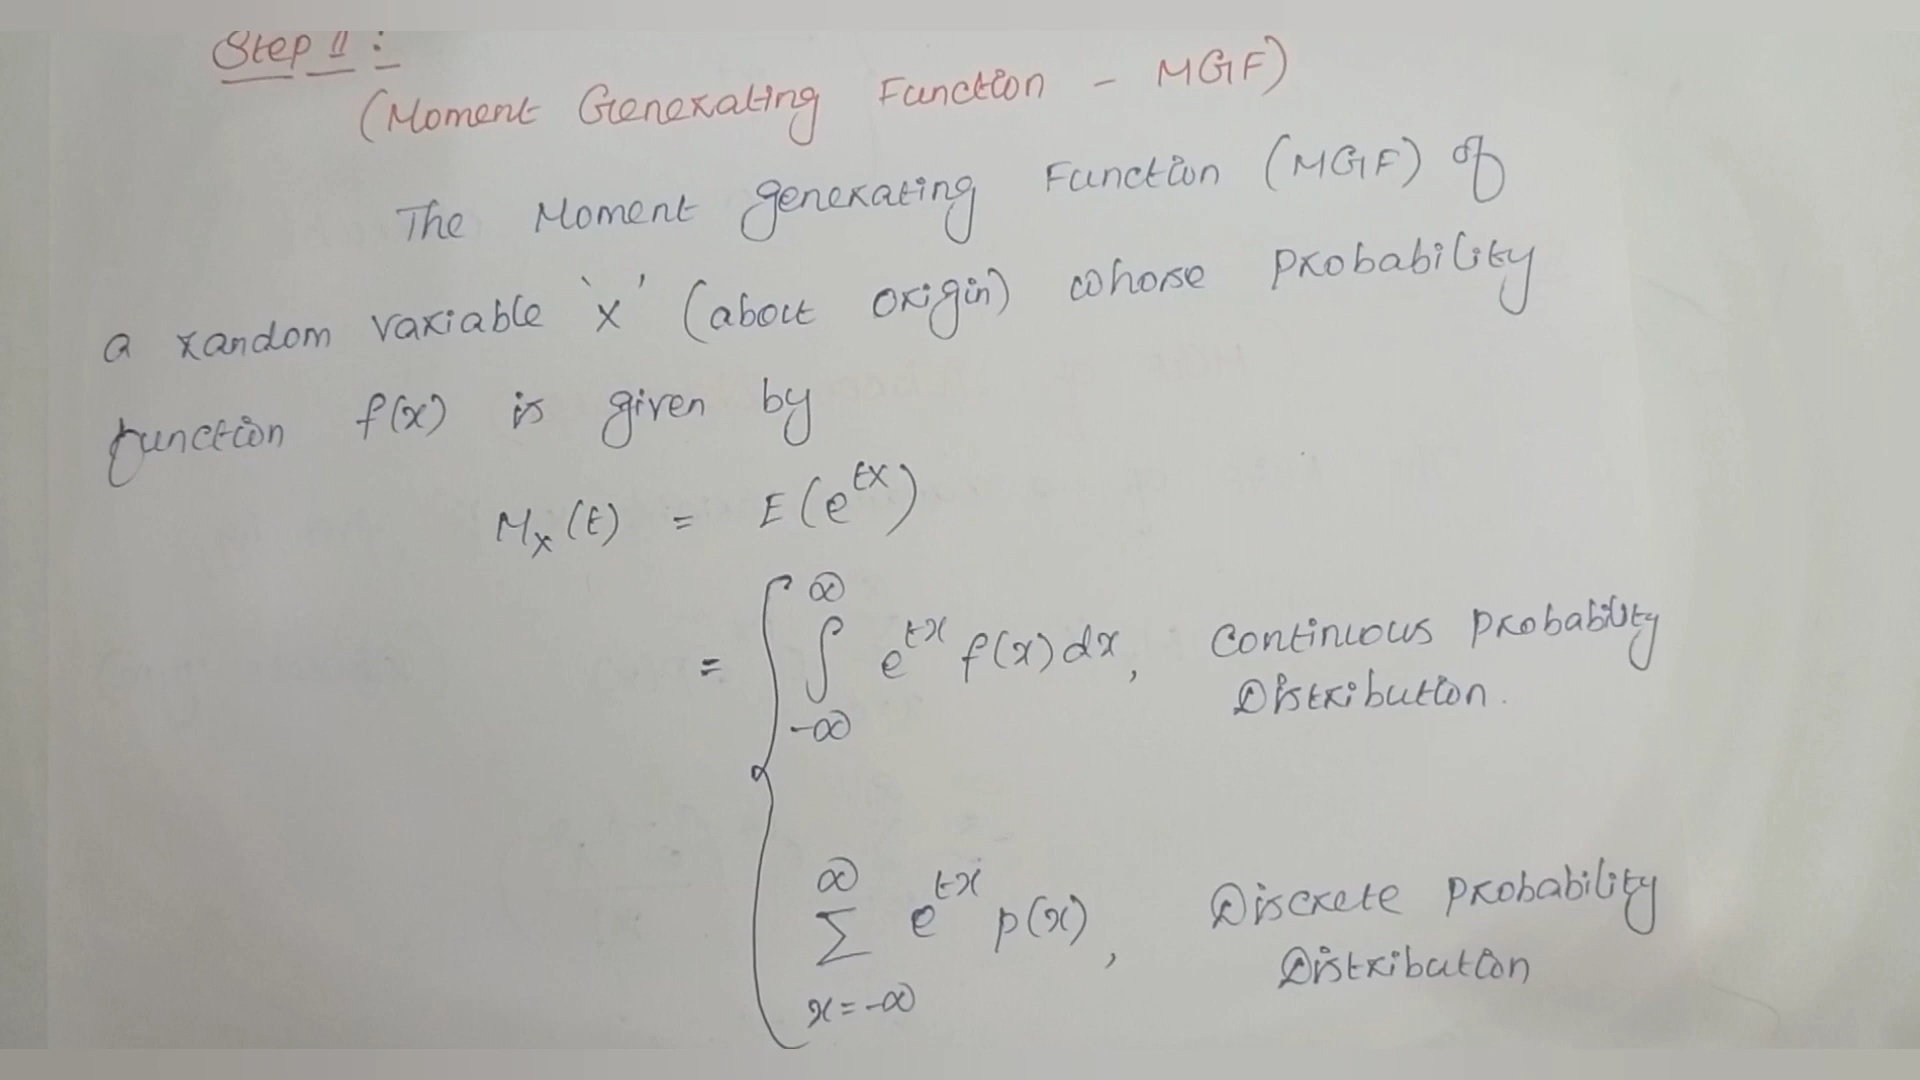 Step II :
(Moment Generating Function - MGF)
The Moment generating Function (MGF) of
a random variable 'x' (about origin) whose probability
function f(x) is given by
Mₓ(t) = E(e^{tx})
= { ∫_{-∞}^{∞} e^{tx} f(x) dx, Continuous probability
Distribution.
∑_{x=-∞}^{∞} e^{tx} p(x), Discrete probability
Distribution